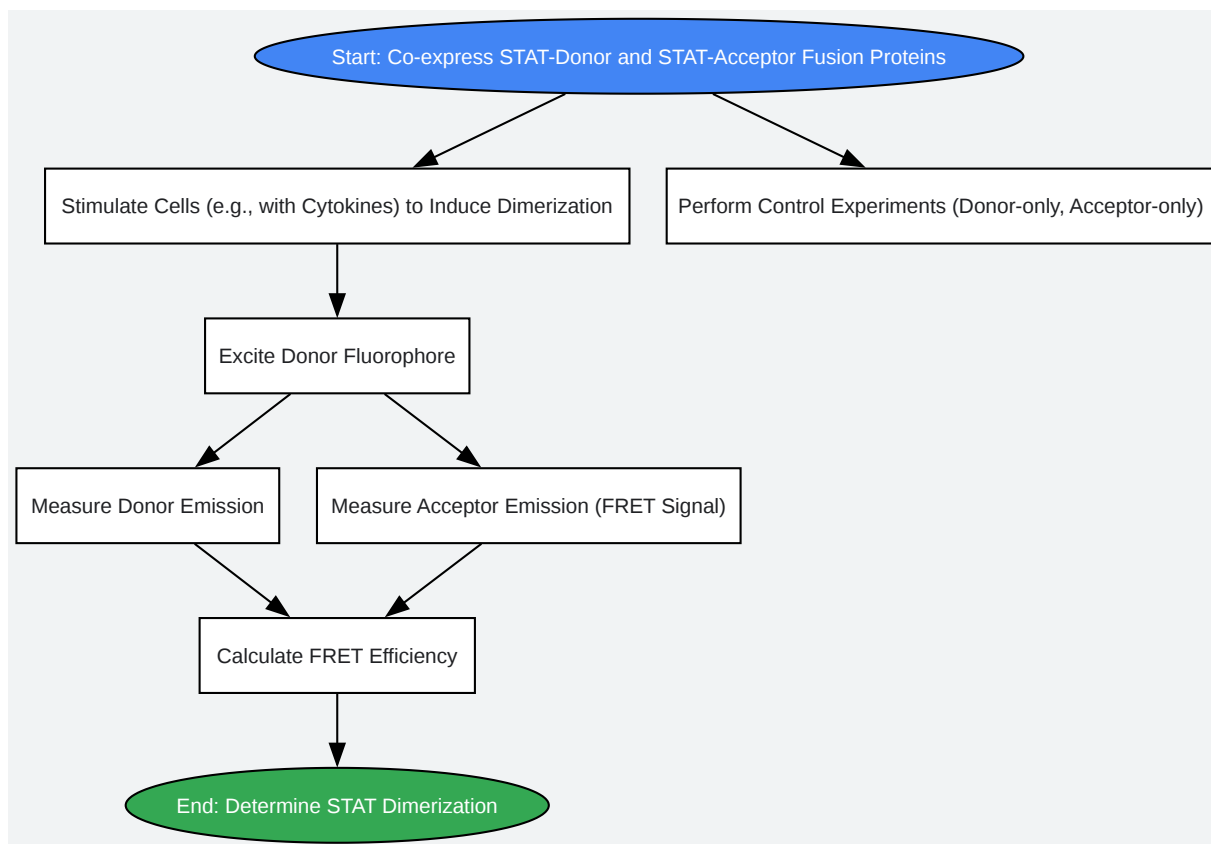 Start: Co-express STAT-Donor and STAT-Acceptor Fusion Proteins
Stimulate Cells (e.g., with Cytokines) to Induce Dimerization
Perform Control Experiments (Donor-only, Acceptor-only)
Excite Donor Fluorophore
Measure Donor Emission
Measure Acceptor Emission (FRET Signal)
Calculate FRET Efficiency
End: Determine STAT Dimerization